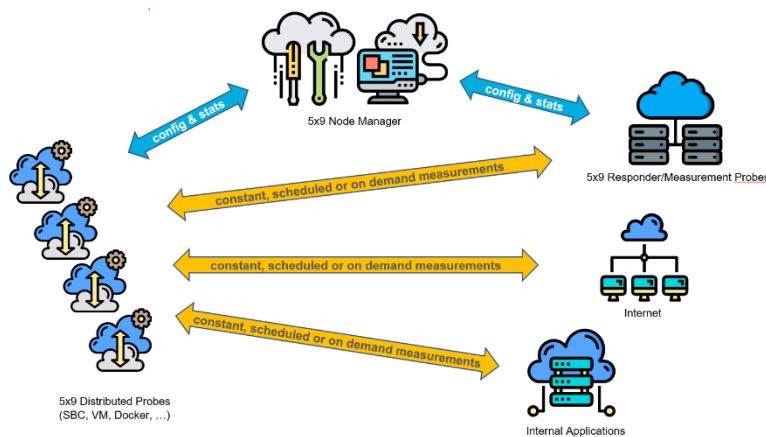 5x9 Node Manager
config & stats
config & stats
5x9 Responder/Measurement Probes
constant, scheduled or on demand measurements
constant, scheduled or on demand measurements
Internet
constant, scheduled or on demand measurements
5x9 Distributed Probes
(SBC, VM, Docker, ...)
Internal Applications